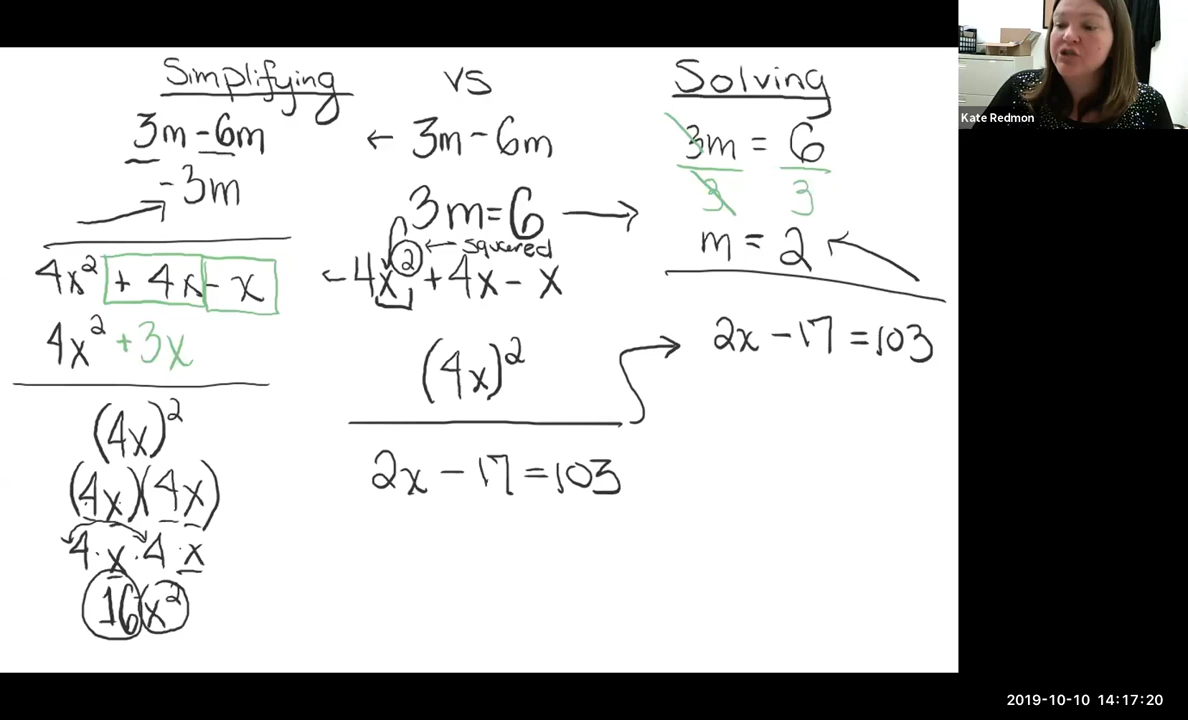 Simplifying vs Solving
3m - 6m
-3m
4x² + 4x - x
4x² + 3x
(4x)²
(4x)(4x)
4·x·4·x
16x²
← 3m - 6m
3m = 6 →
← squared
← 4x² + 4x - x
(4x)²
2x - 17 = 103
3m = 6
3 3
m = 2
2x - 17 = 103
Kate Redmon
2019-10-10 14:17:20